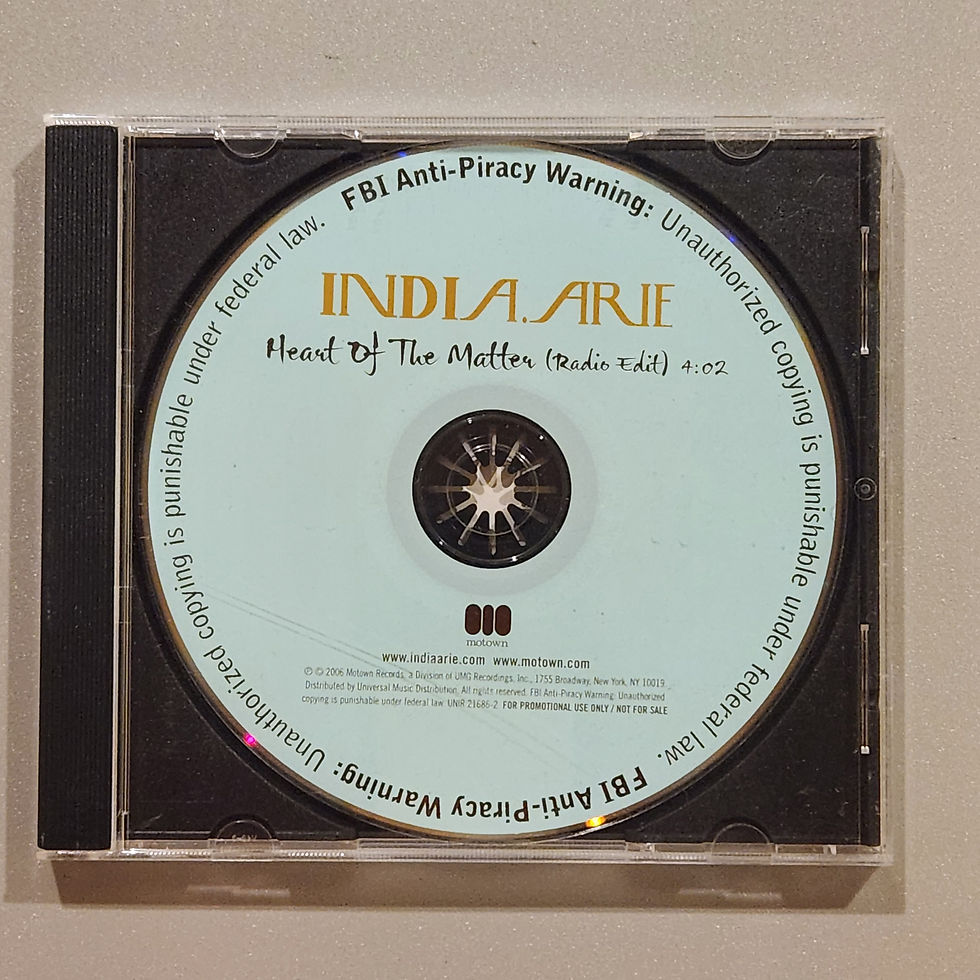 FBI Anti-Piracy Warning: Unauthorized copying is punishable under federal law.
INDIA.ARIE
Heart Of The Matter (Radio Edit) 4:02
motown
www.indiaarie.com www.motown.com
℗ © 2006 Motown Records, a Division of UMG Recordings, Inc., 1755 Broadway, New York, NY 10019.
Distributed by Universal Music Distribution. All rights reserved. FBI Anti-Piracy Warning: Unauthorized
copying is punishable under federal law. UNIR 21686-2 FOR PROMOTIONAL USE ONLY / NOT FOR SALE
FBI Anti-Piracy Warning: Unauthorized copying is punishable under federal law.